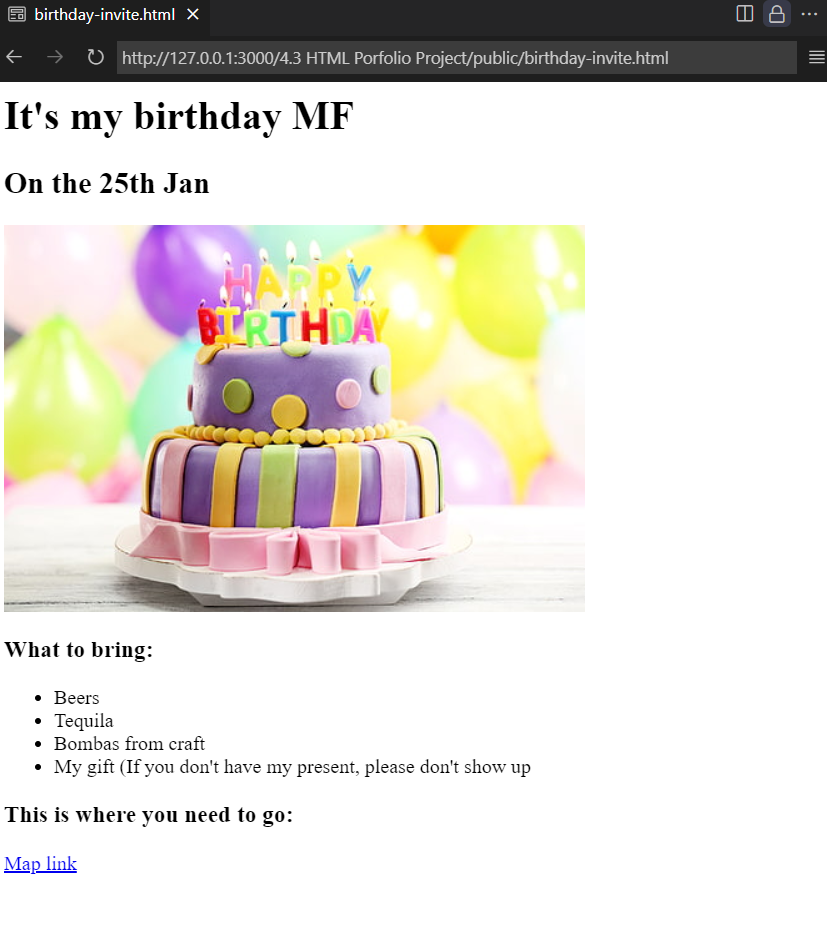 birthday-invite.html
http://127.0.0.1:3000/4.3 HTML Porfolio Project/public/birthday-invite.html
It's my birthday MF
On the 25th Jan
HAPPY
BIRTHDAY
What to bring:
Beers
Tequila
Bombas from craft
My gift (If you don't have my present, please don't show up
This is where you need to go:
Map link